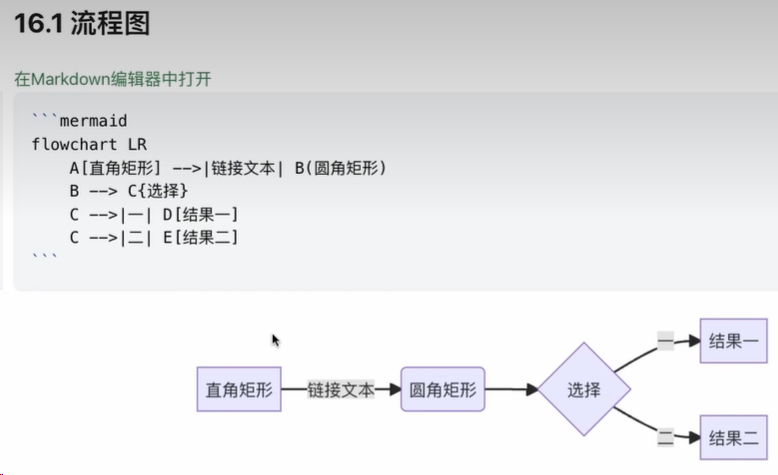 16.1 流程图
在Markdown编辑器中打开
```mermaid
flowchart LR
    A[直角矩形] -->|链接文本| B(圆角矩形)
    B --> C{选择}
    C -->|一| D[结果一]
    C -->|二| E[结果二]
```
直角矩形
链接文本
圆角矩形
选择
一
结果一
二
结果二